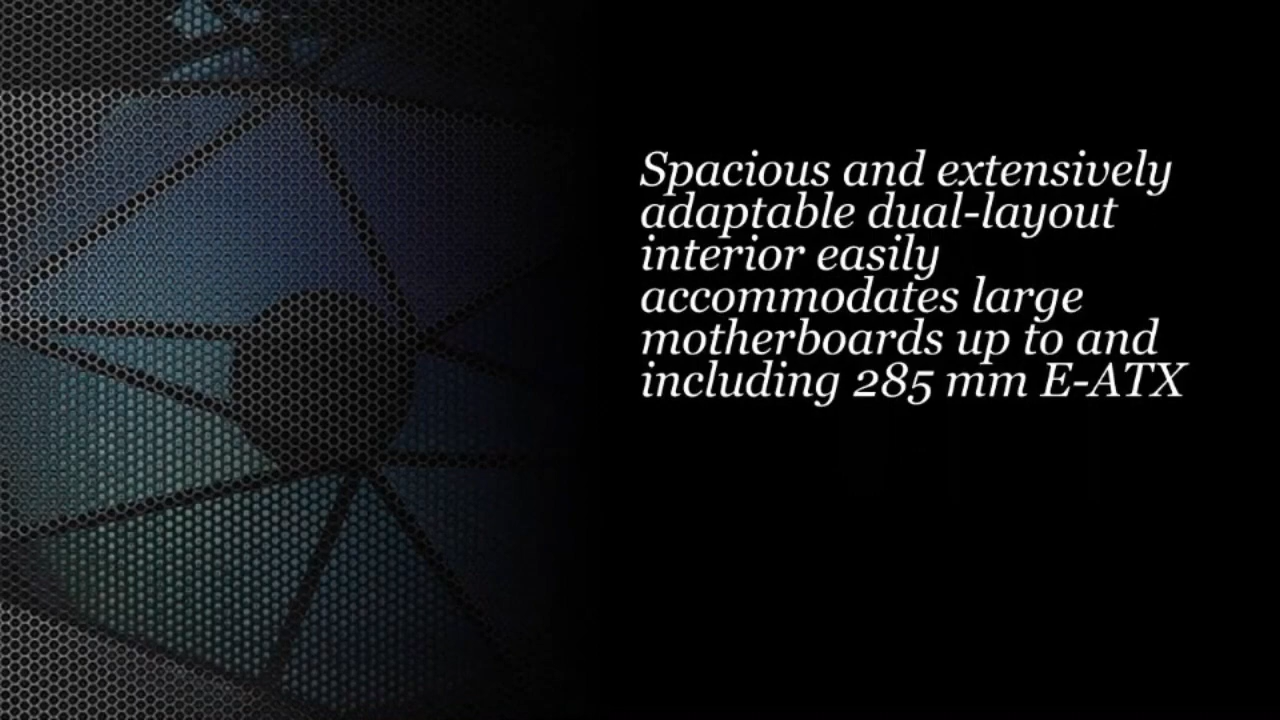 Spacious and extensively
adaptable dual-layout
interior easily
accommodates large
motherboards up to and
including 285 mm E-ATX